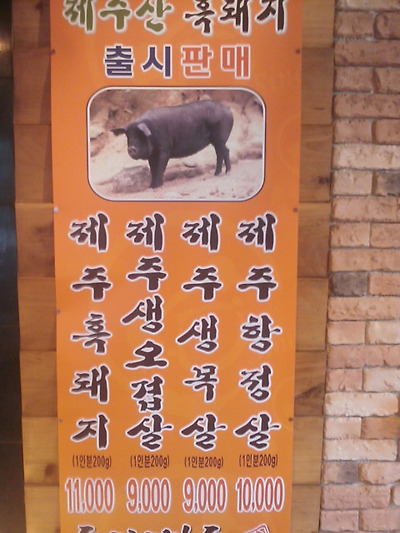 제주산 흑돼지
출시판매
제주흑돼지
(1인분200g)
11,000
제주생오겹살
(1인분200g)
9,000
제주생목살
(1인분200g)
9,000
제주항정살
(1인분200g)
10,000